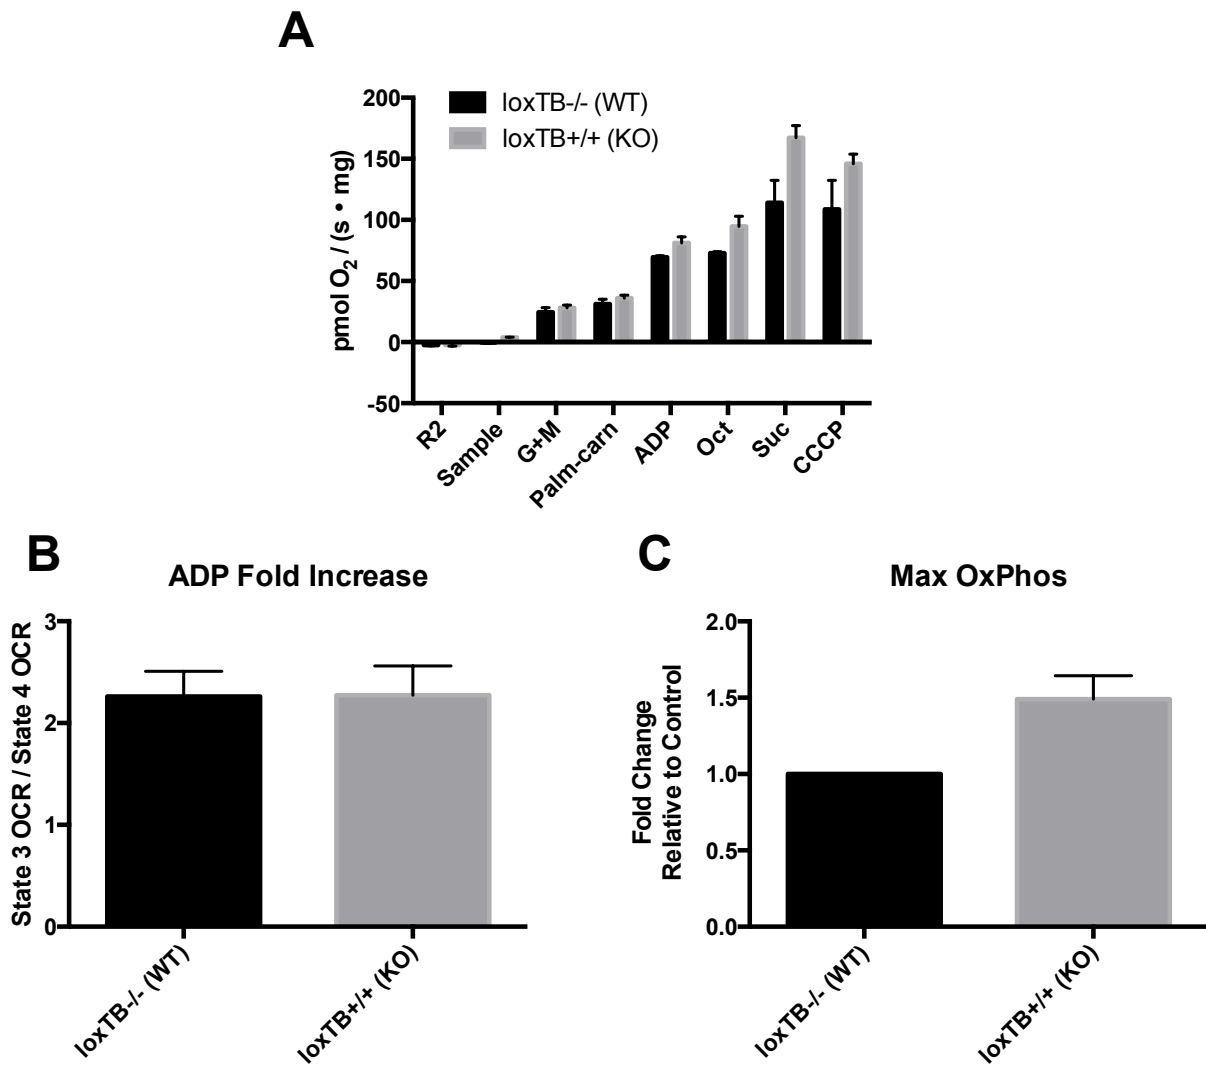 A
200
150
100
50
0
-50
pmol O2 / (s • mg)
loxTB-/- (WT)
loxTB+/+ (KO)
R2
Sample
G+M
Palm-carn
ADP
Oct
Suc
CCCP
B
ADP Fold Increase
3
2
1
0
State 3 OCR / State 4 OCR
loxTB-/- (WT)
loxTB+/+ (KO)
C
Max OxPhos
2.0
1.5
1.0
0.5
0.0
Fold Change
Relative to Control
loxTB-/- (WT)
loxTB+/+ (KO)